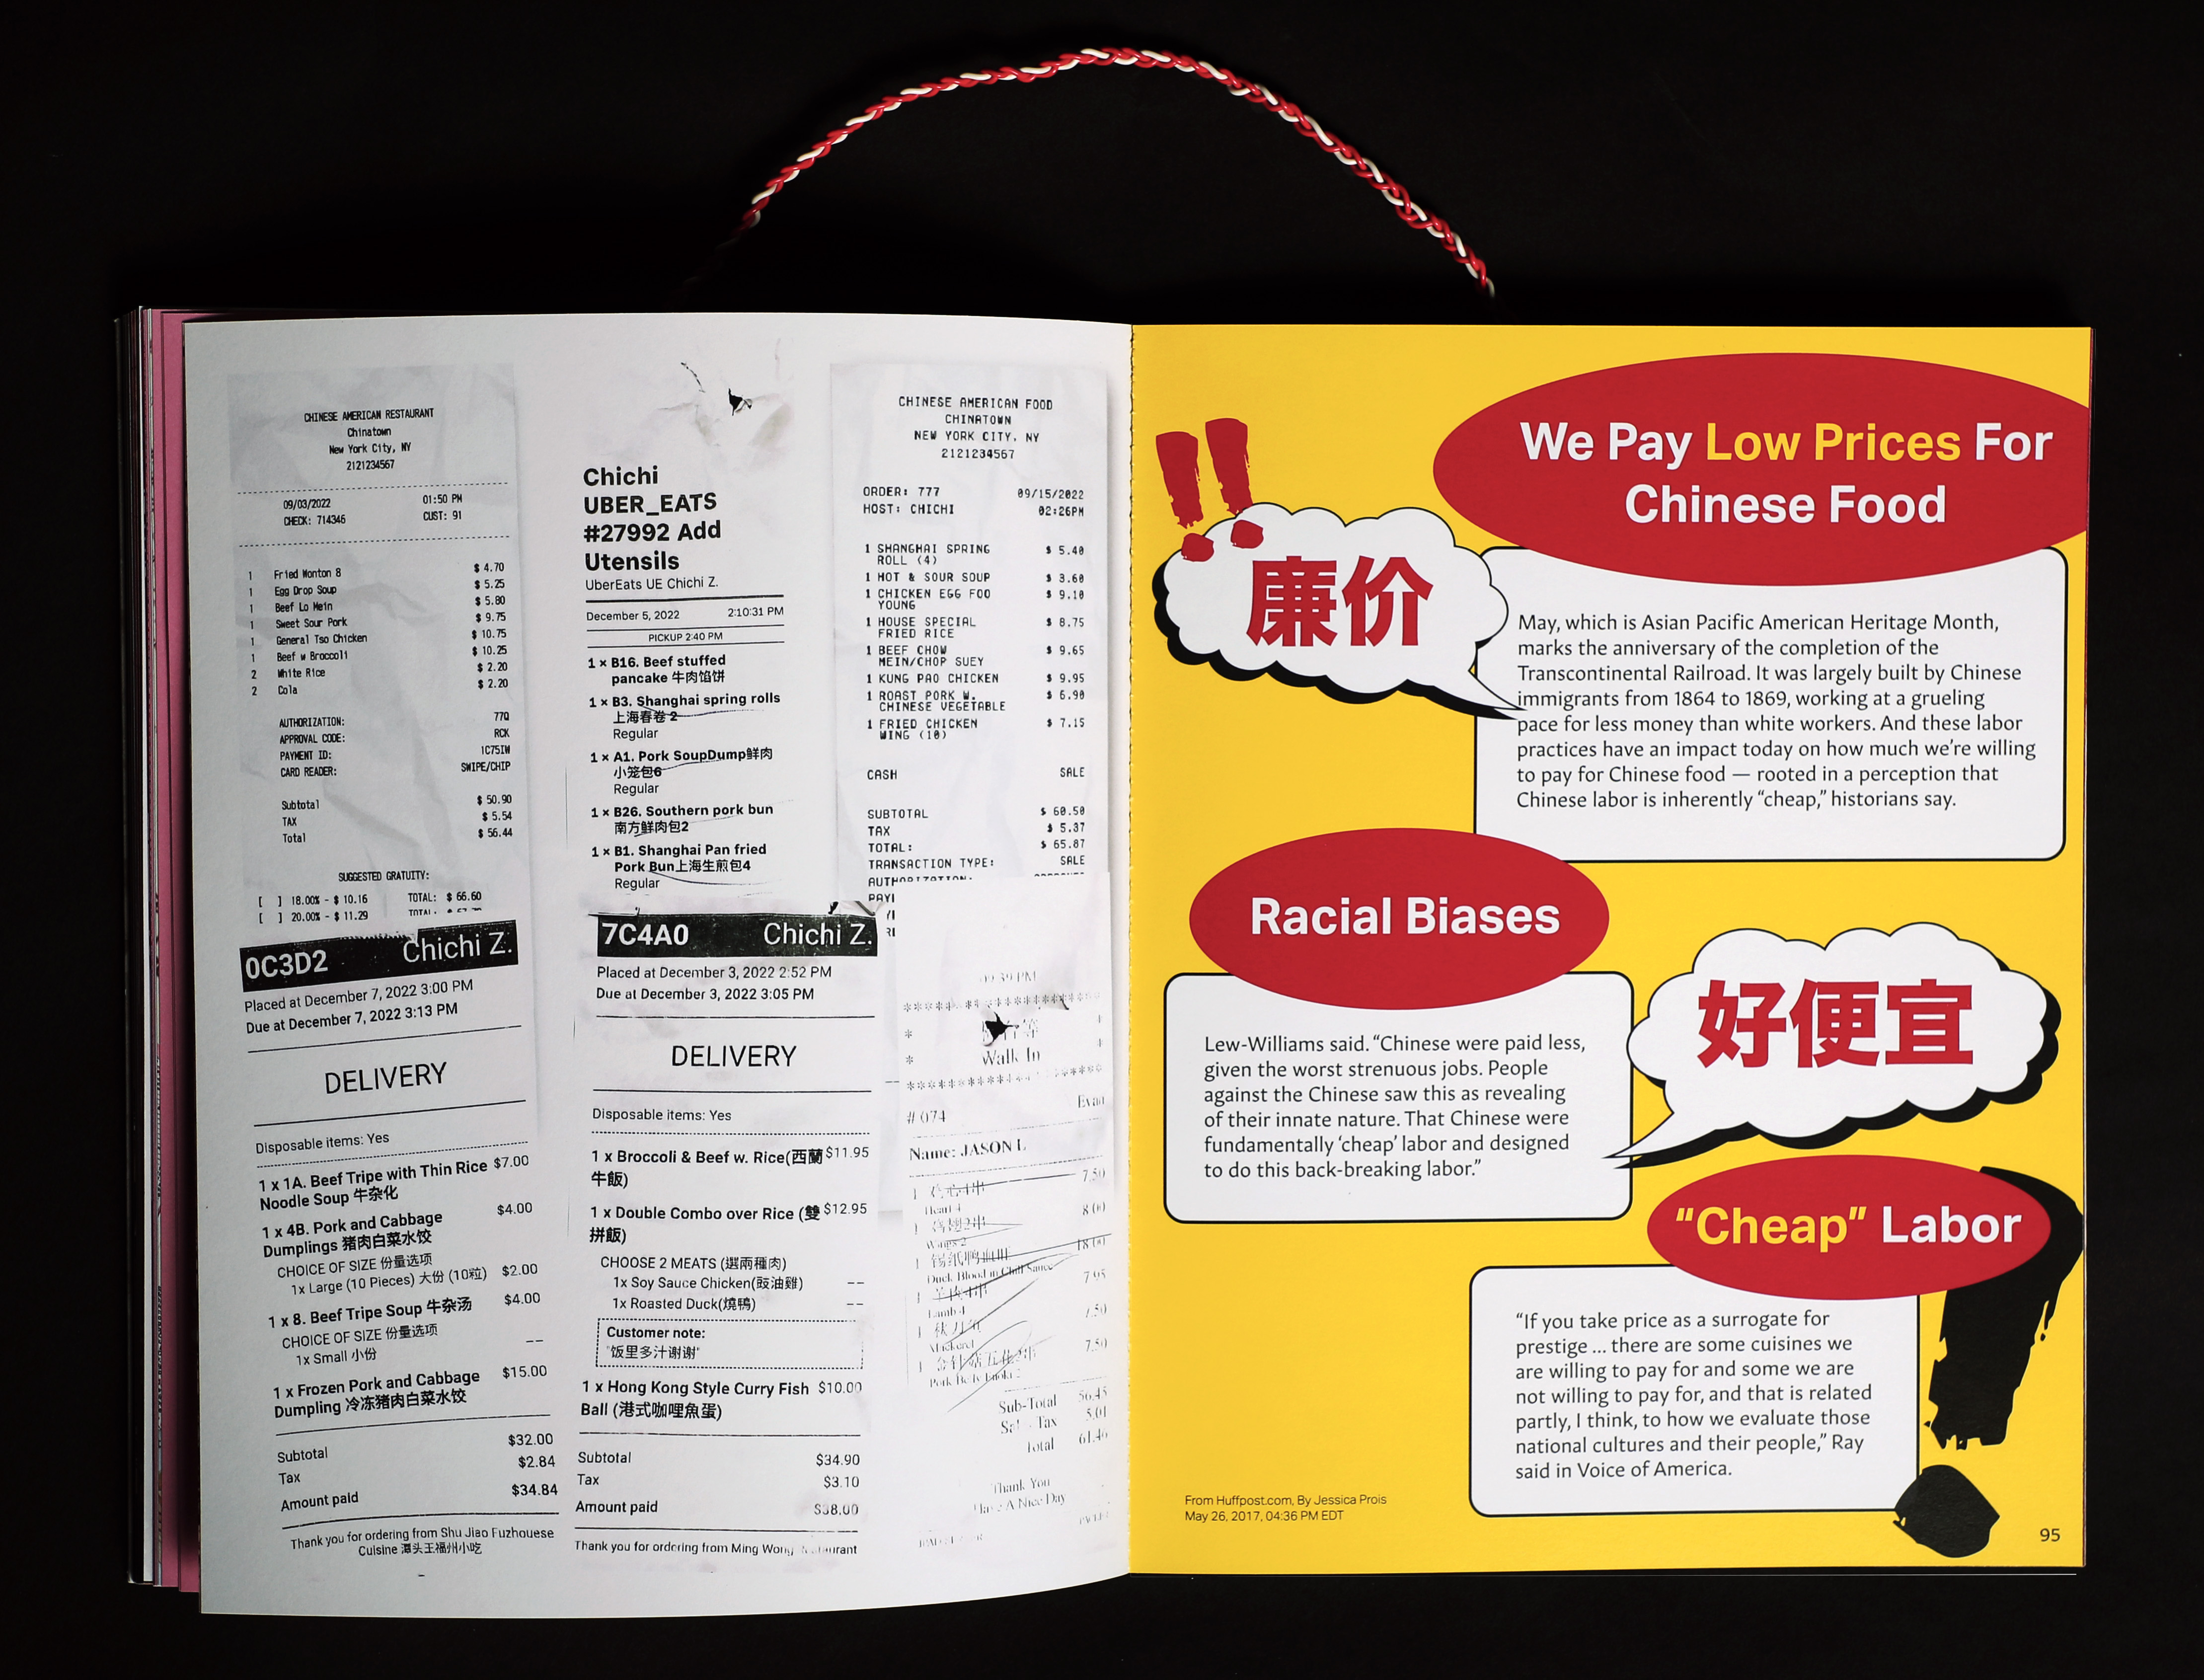 CHINESE AMERICAN RESTAURANT
Chinatown
New York City, NY
2121234567
09/03/2022 01:50 PM
CHECK: 714346 CUST: 91
1 Fried Wonton 8 $ 4.70
1 Egg Drop Soup $ 5.25
1 Beef Lo Mein $ 5.80
1 Sweet Sour Pork $ 9.75
1 General Tso Chicken $ 10.75
1 Beef w Broccoli $ 10.25
2 White Rice $ 2.20
2 Cola $ 2.20
AUTHORIZATION: 77Q
APPROVAL CODE: RCK
PAYMENT ID: 1C75IW
CARD READER: SWIPE/CHIP
Subtotal $ 50.90
TAX $ 5.54
Total $ 56.44
SUGGESTED GRATUITY:
[ ] 18.00% - $ 10.16 TOTAL: $ 66.60
[ ] 20.00% - $ 11.29 TOTAL:
0C3D2 Chichi Z.
Placed at December 7, 2022 3:00 PM
Due at December 7, 2022 3:13 PM
DELIVERY
Disposable items: Yes
1 x 1A. Beef Tripe with Thin Rice $7.00
Noodle Soup 牛杂化
1 x 4B. Pork and Cabbage $4.00
Dumplings 猪肉白菜水饺
CHOICE OF SIZE 份量选项
1x Large (10 Pieces) 大份 (10粒) $2.00
1 x 8. Beef Tripe Soup 牛杂汤 $4.00
CHOICE OF SIZE 份量选项
1x Small 小份 --
1 x Frozen Pork and Cabbage $15.00
Dumpling 冷冻猪肉白菜水饺
Subtotal $32.00
Tax $2.84
Amount paid $34.84
Thank you for ordering from Shu Jiao Fuzhouese
Cuisine 潭头王福州小吃
Chichi
UBER_EATS
#27992 Add
Utensils
UberEats UE Chichi Z.
December 5, 2022 2:10:31 PM
PICKUP 2:40 PM
1 × B16. Beef stuffed
pancake 牛肉馅饼
1 × B3. Shanghai spring rolls
上海春卷 2
Regular
1 × A1. Pork SoupDump鲜肉
小笼包6
Regular
1 × B26. Southern pork bun
南方鲜肉包2
1 × B1. Shanghai Pan fried
Pork Bun上海生煎包4
Regular
7C4A0 Chichi Z.
Placed at December 3, 2022 2:52 PM
Due at December 3, 2022 3:05 PM
DELIVERY
Disposable items: Yes
1 x Broccoli & Beef w. Rice(西蘭 $11.95
牛飯)
1 x Double Combo over Rice (雙 $12.95
拼飯)
CHOOSE 2 MEATS (選兩種肉)
1x Soy Sauce Chicken(豉油雞) --
1x Roasted Duck(燒鴨) --
Customer note:
"饭里多汁谢谢"
1 x Hong Kong Style Curry Fish $10.00
Ball (港式咖哩魚蛋)
Subtotal $34.90
Tax $3.10
Amount paid $38.00
Thank you for ordering from Ming Wong
CHINESE AMERICAN FOOD
CHINATOWN
NEW YORK CITY, NY
2121234567
ORDER: 777 09/15/2022
HOST: CHICHI 02:26PM
1 SHANGHAI SPRING $ 5.40
ROLL (4)
1 HOT & SOUR SOUP $ 3.60
1 CHICKEN EGG FOO $ 9.10
YOUNG
1 HOUSE SPECIAL $ 8.75
FRIED RICE
1 BEEF CHOW $ 9.65
MEIN/CHOP SUEY
1 KUNG PAO CHICKEN $ 9.95
1 ROAST PORK W. $ 6.90
CHINESE VEGETABLE
1 FRIED CHICKEN $ 7.15
WING (10)
CASH SALE
SUBTOTAL $ 60.50
TAX $ 5.37
TOTAL: $ 65.87
TRANSACTION TYPE: SALE
AUTHORIZATION:
Walk In
# 074
Name: JASON L
7.50
8.00
Wings 2
18.00
Duck Blood in Chili Sauce
7.95
Lamb 4
Mackerel
7.50
Sub-Total 56.45
Tax 5.01
Total 61.46
Thank You
Have A Nice Day
We Pay Low Prices For
Chinese Food
廉价
May, which is Asian Pacific American Heritage Month,
marks the anniversary of the completion of the
Transcontinental Railroad. It was largely built by Chinese
immigrants from 1864 to 1869, working at a grueling
pace for less money than white workers. And these labor
practices have an impact today on how much we're willing
to pay for Chinese food — rooted in a perception that
Chinese labor is inherently "cheap," historians say.
Racial Biases
好便宜
Lew-Williams said. "Chinese were paid less,
given the worst strenuous jobs. People
against the Chinese saw this as revealing
of their innate nature. That Chinese were
fundamentally 'cheap' labor and designed
to do this back-breaking labor."
"Cheap" Labor
"If you take price as a surrogate for
prestige ... there are some cuisines we
are willing to pay for and some we are
not willing to pay for, and that is related
partly, I think, to how we evaluate those
national cultures and their people," Ray
said in Voice of America.
From Huffpost.com, By Jessica Prois
May 26, 2017, 04:36 PM EDT
95